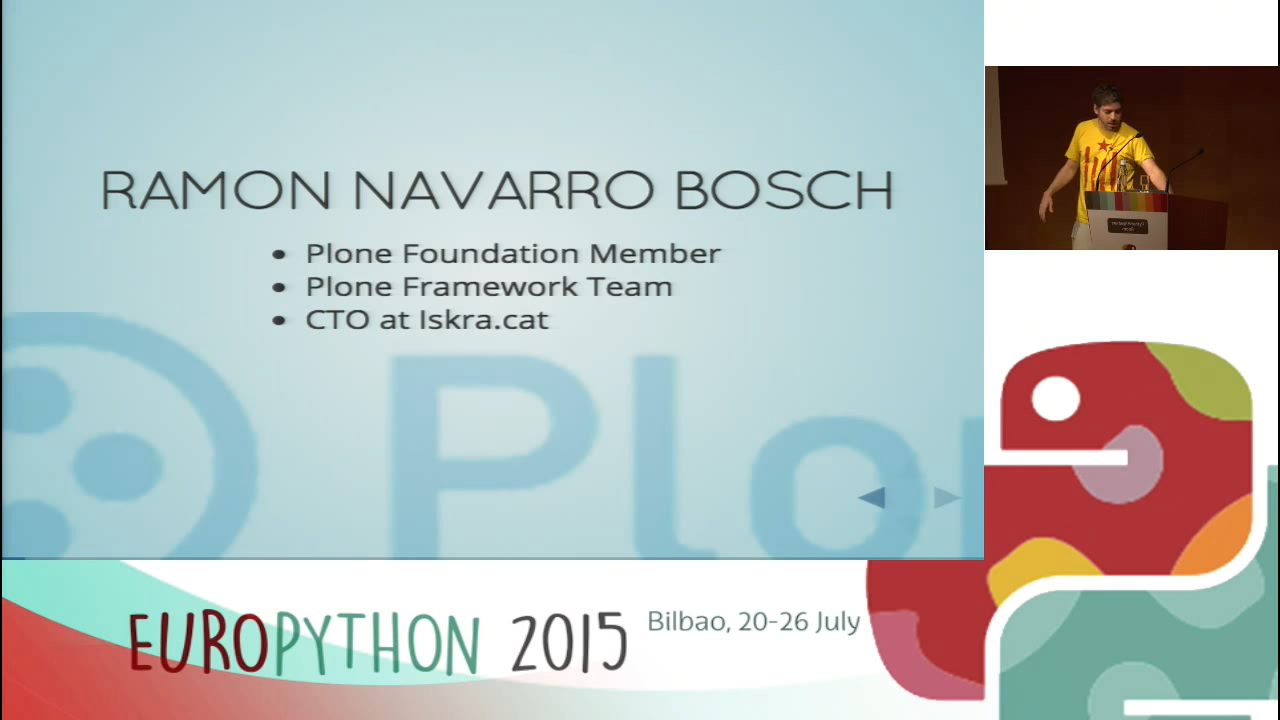 RAMON NAVARRO BOSCH
Plone Foundation Member
Plone Framework Team
CTO at Iskra.cat
Plon
EUROPYTHON 2015
Bilbao, 20-26 July